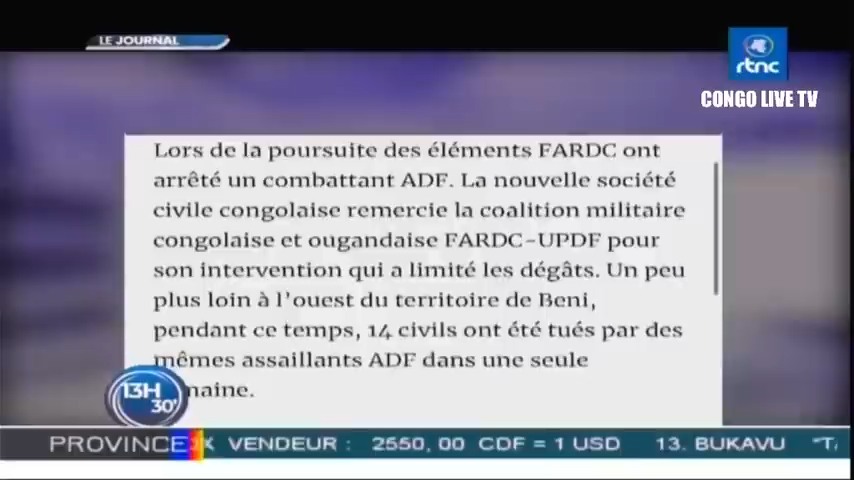 LE JOURNAL
rtnc
CONGO LIVE TV
Lors de la poursuite des éléments FARDC ont
arrêté un combattant ADF. La nouvelle société
civile congolaise remercie la coalition militaire
congolaise et ougandaise FARDC-UPDF pour
son intervention qui a limité les dégâts. Un peu
plus loin à l'ouest du territoire de Beni,
pendant ce temps, 14 civils ont été tués par des
mêmes assaillants ADF dans une seule
maine.
13H
30'
PROVINCE X VENDEUR : 2550,00 CDF = 1 USD 13. BUKAVU "TA